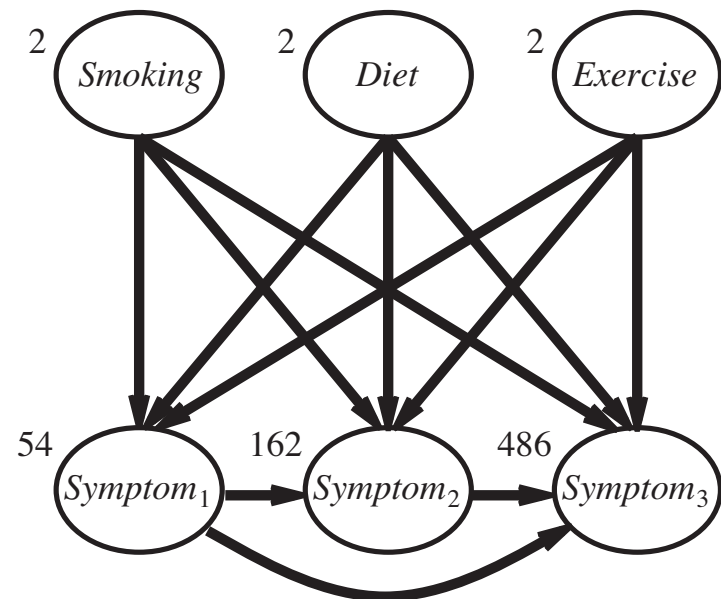 2 Smoking 2 Diet 2 Exercise
54 162 486
Symptom₁ Symptom₂ Symptom₃